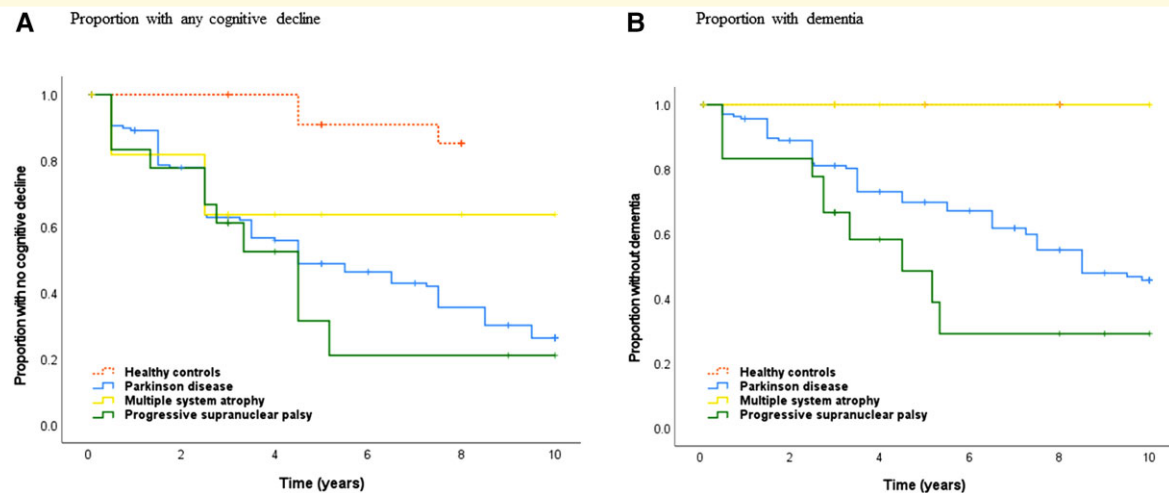 A Proportion with any cognitive decline
Proportion with no cognitive decline
1.0
0.8
0.6
0.4
0.2
0.0
Healthy controls
Parkinson disease
Multiple system atrophy
Progressive supranuclear palsy
0 2 4 6 8 10
Time (years)
B Proportion with dementia
Proportion without dementia
1.0
0.8
0.6
0.4
0.2
0.0
Healthy controls
Parkinson disease
Multiple system atrophy
Progressive supranuclear palsy
0 2 4 6 8 10
Time (years)